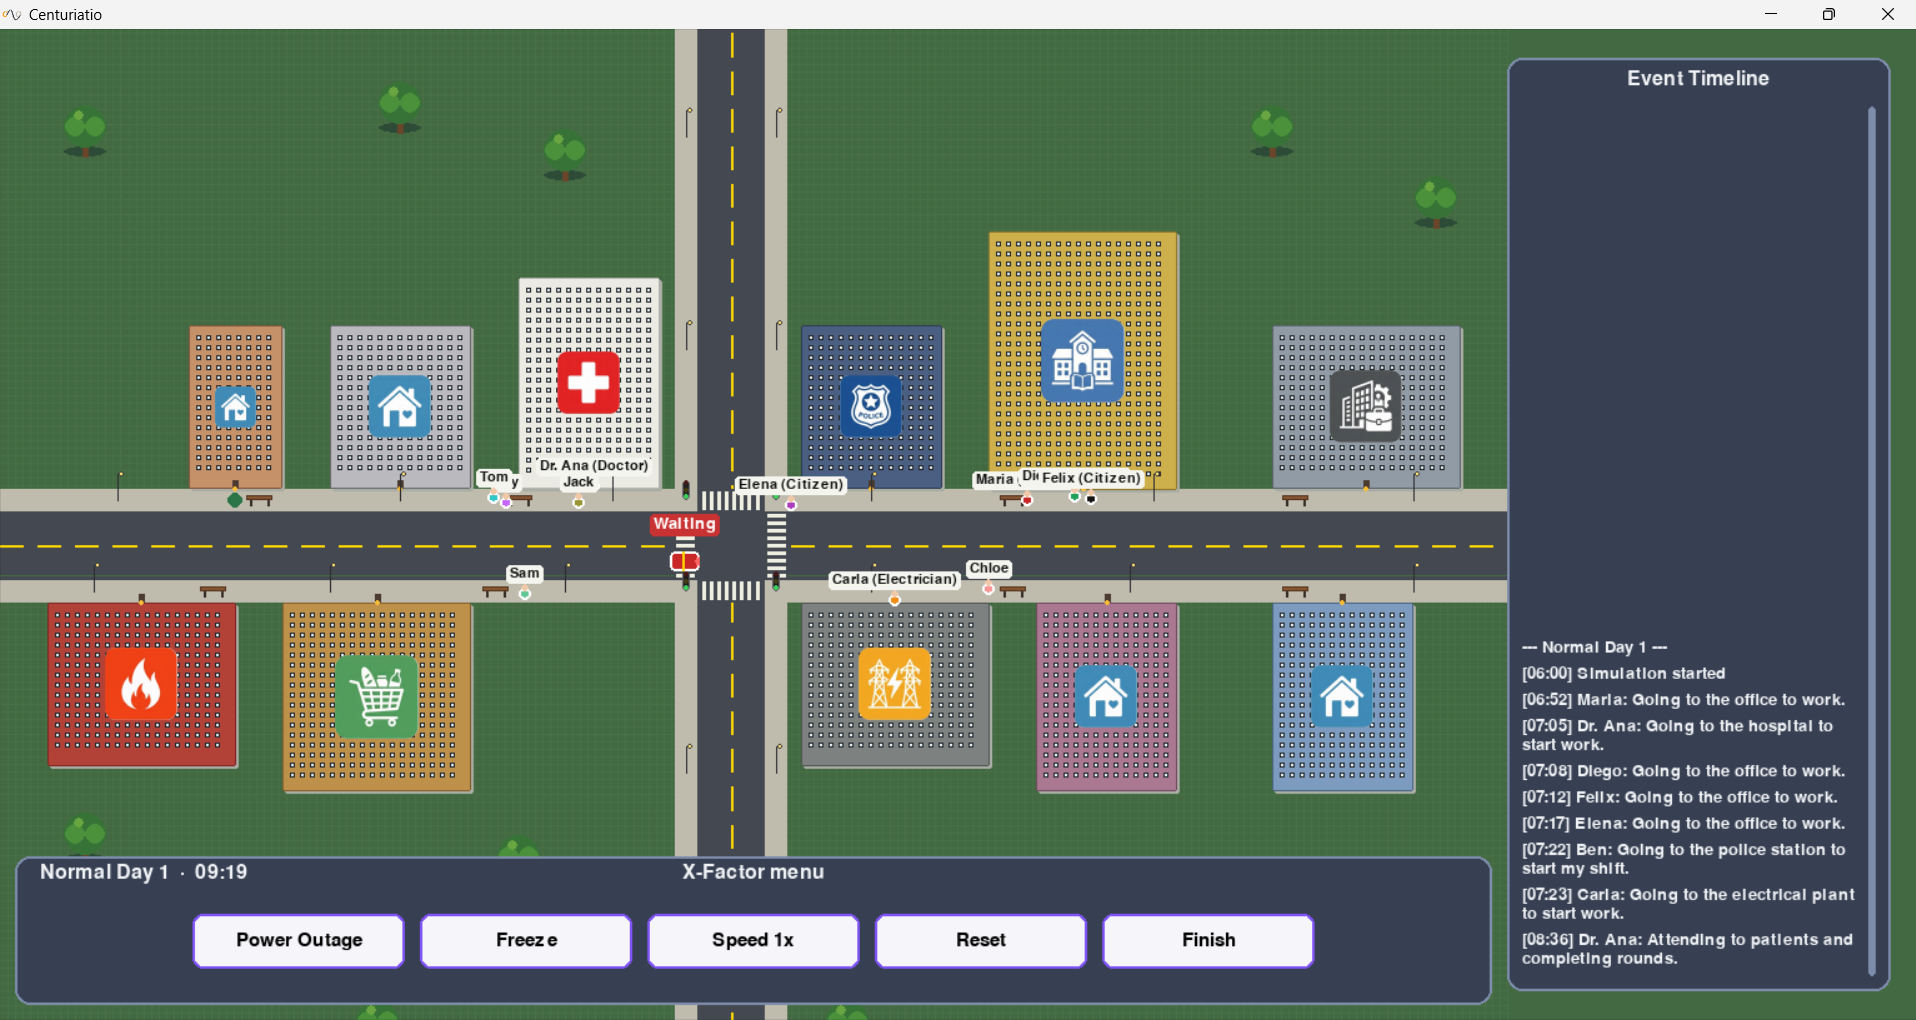 Centuriatio
Event Timeline
POLICE
Tom
Dr. Ana (Doctor)
Jack
Elena (Citizen)
Maria
Felix (Citizen)
Waiting
Sam
Carla (Electrician)
Chloe
--- Normal Day 1 ---
[06:00] Simulation started
[06:52] Maria: Going to the office to work.
[07:05] Dr. Ana: Going to the hospital to
start work.
[07:08] Diego: Going to the office to work.
[07:12] Felix: Going to the office to work.
[07:17] Elena: Going to the office to work.
[07:22] Ben: Going to the police station to
start my shift.
[07:23] Carla: Going to the electrical plant
to start work.
[08:36] Dr. Ana: Attending to patients and
completing rounds.
Normal Day 1 · 09:19
X-Factor menu
Power Outage
Freeze
Speed 1x
Reset
Finish